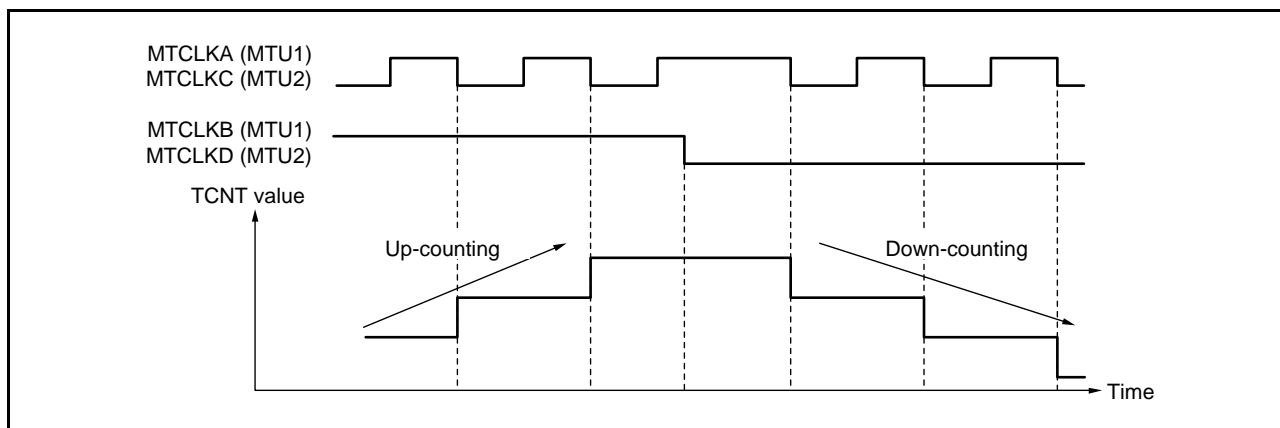 MTCLKA (MTU1)
MTCLKC (MTU2)
MTCLKB (MTU1)
MTCLKD (MTU2)
TCNT value
Up-counting
Down-counting
Time